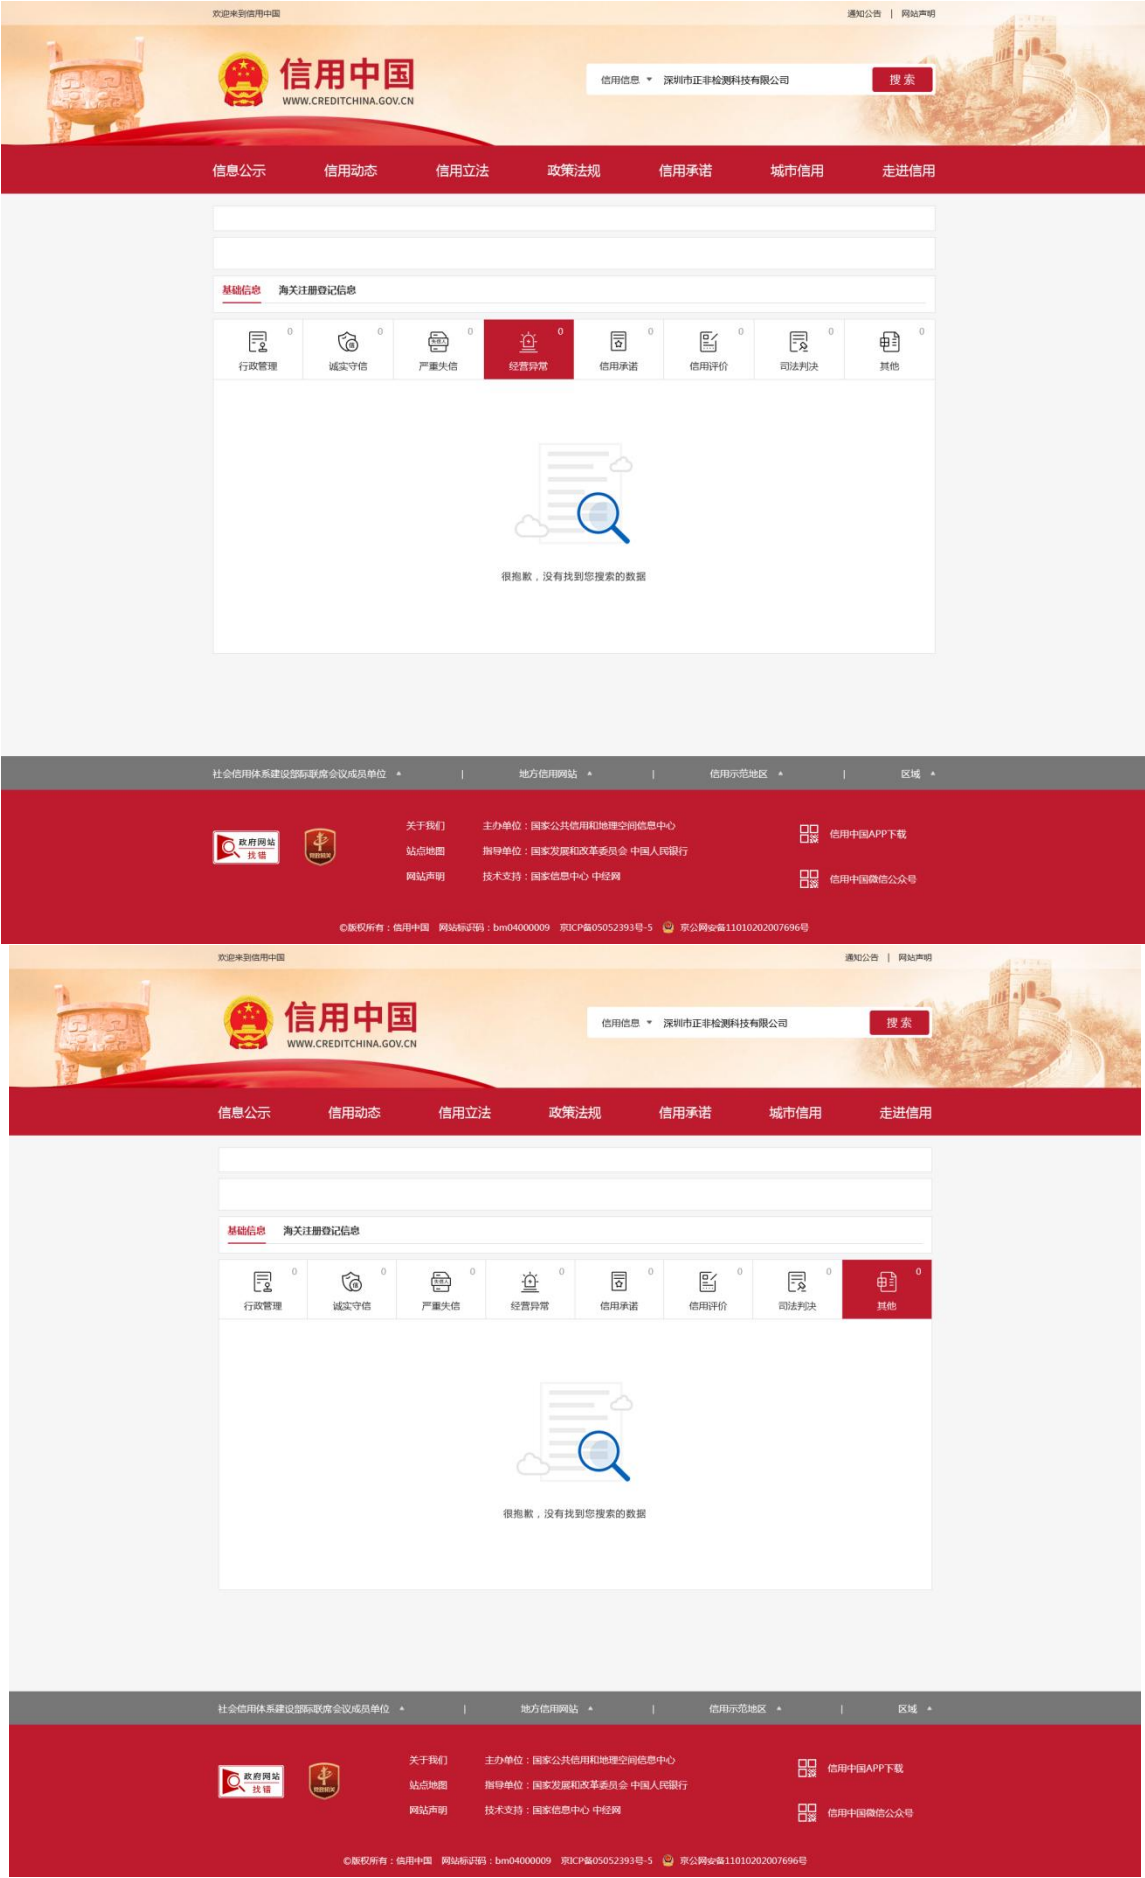 欢迎来到信用中国
通知公告 | 网站声明
信用中国
WWW.CREDITCHINA.GOV.CN
信用信息 深圳市正非检测科技有限公司 搜索
信息公示 信用动态 信用立法 政策法规 信用承诺 城市信用 走进信用
基础信息 海关注册登记信息
0 0 0 0 0 0 0 0
行政管理 诚实守信 严重失信 经营异常 信用承诺 信用评价 司法判决 其他
很抱歉，没有找到您搜索的数据
社会信用体系建设部际联席会议成员单位 | 地方信用网站 | 信用示范地区 | 区域
政府网站
找错
关于我们 主办单位：国家公共信用和地理空间信息中心
站点地图 指导单位：国家发展和改革委员会 中国人民银行
网站声明 技术支持：国家信息中心 中经网
信用中国APP下载
信用中国微信公众号
©版权所有：信用中国 网站标识码：bm04000009 京ICP备05052393号-5 京公网安备11010202007696号
欢迎来到信用中国
通知公告 | 网站声明
信用中国
WWW.CREDITCHINA.GOV.CN
信用信息 深圳市正非检测科技有限公司 搜索
信息公示 信用动态 信用立法 政策法规 信用承诺 城市信用 走进信用
基础信息 海关注册登记信息
0 0 0 0 0 0 0 0
行政管理 诚实守信 严重失信 经营异常 信用承诺 信用评价 司法判决 其他
很抱歉，没有找到您搜索的数据
社会信用体系建设部际联席会议成员单位 | 地方信用网站 | 信用示范地区 | 区域
政府网站
找错
关于我们 主办单位：国家公共信用和地理空间信息中心
站点地图 指导单位：国家发展和改革委员会 中国人民银行
网站声明 技术支持：国家信息中心 中经网
信用中国APP下载
信用中国微信公众号
©版权所有：信用中国 网站标识码：bm04000009 京ICP备05052393号-5 京公网安备11010202007696号